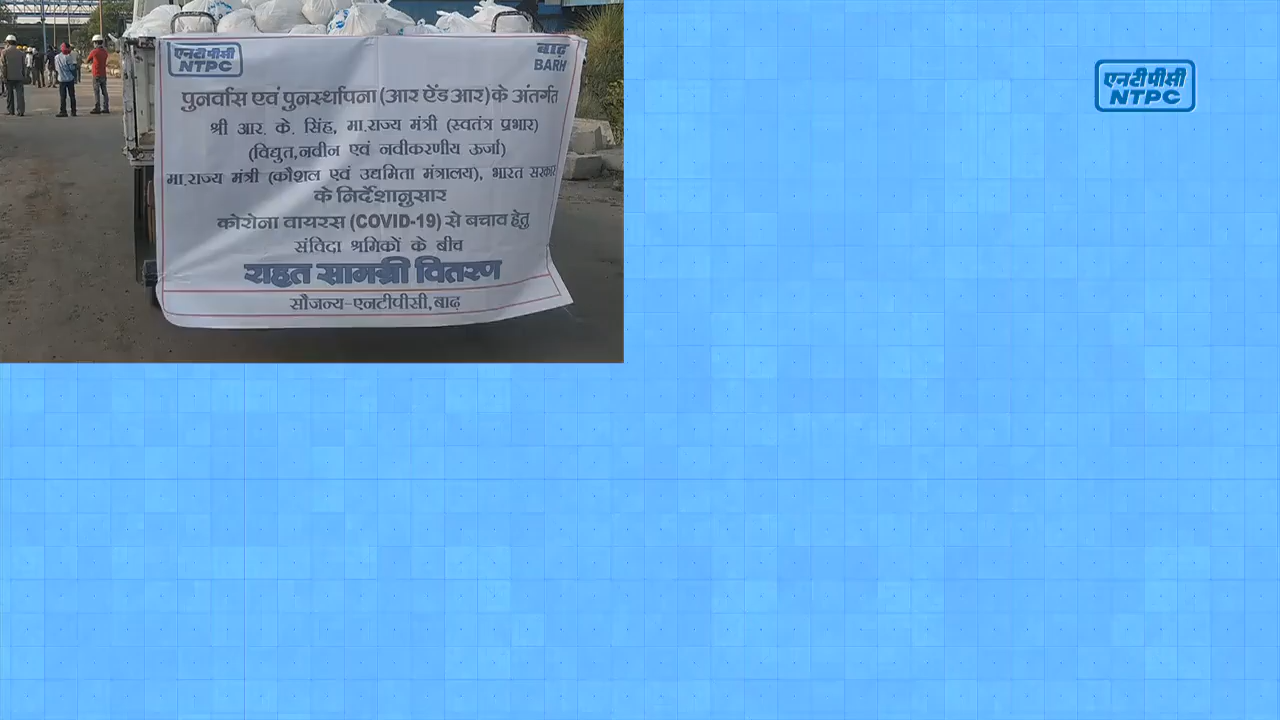 एनटीपीसी
NTPC
बाढ़
BARH
पुनर्वास एवं पुनर्स्थापना (आर ऐंड आर) के अंतर्गत
श्री आर. के. सिंह, मा.राज्य मंत्री (स्वतंत्र प्रभार)
(विद्युत,नवीन एवं नवीकरणीय ऊर्जा)
मा.राज्य मंत्री (कौशल एवं उद्यमिता मंत्रालय), भारत सरकार
के निर्देशानुसार
कोरोना वायरस (COVID-19) से बचाव हेतु
संविदा श्रमिकों के बीच
राहत सामग्री वितरण
सौजन्य-एनटीपीसी, बाढ़
एनटीपीसी
NTPC